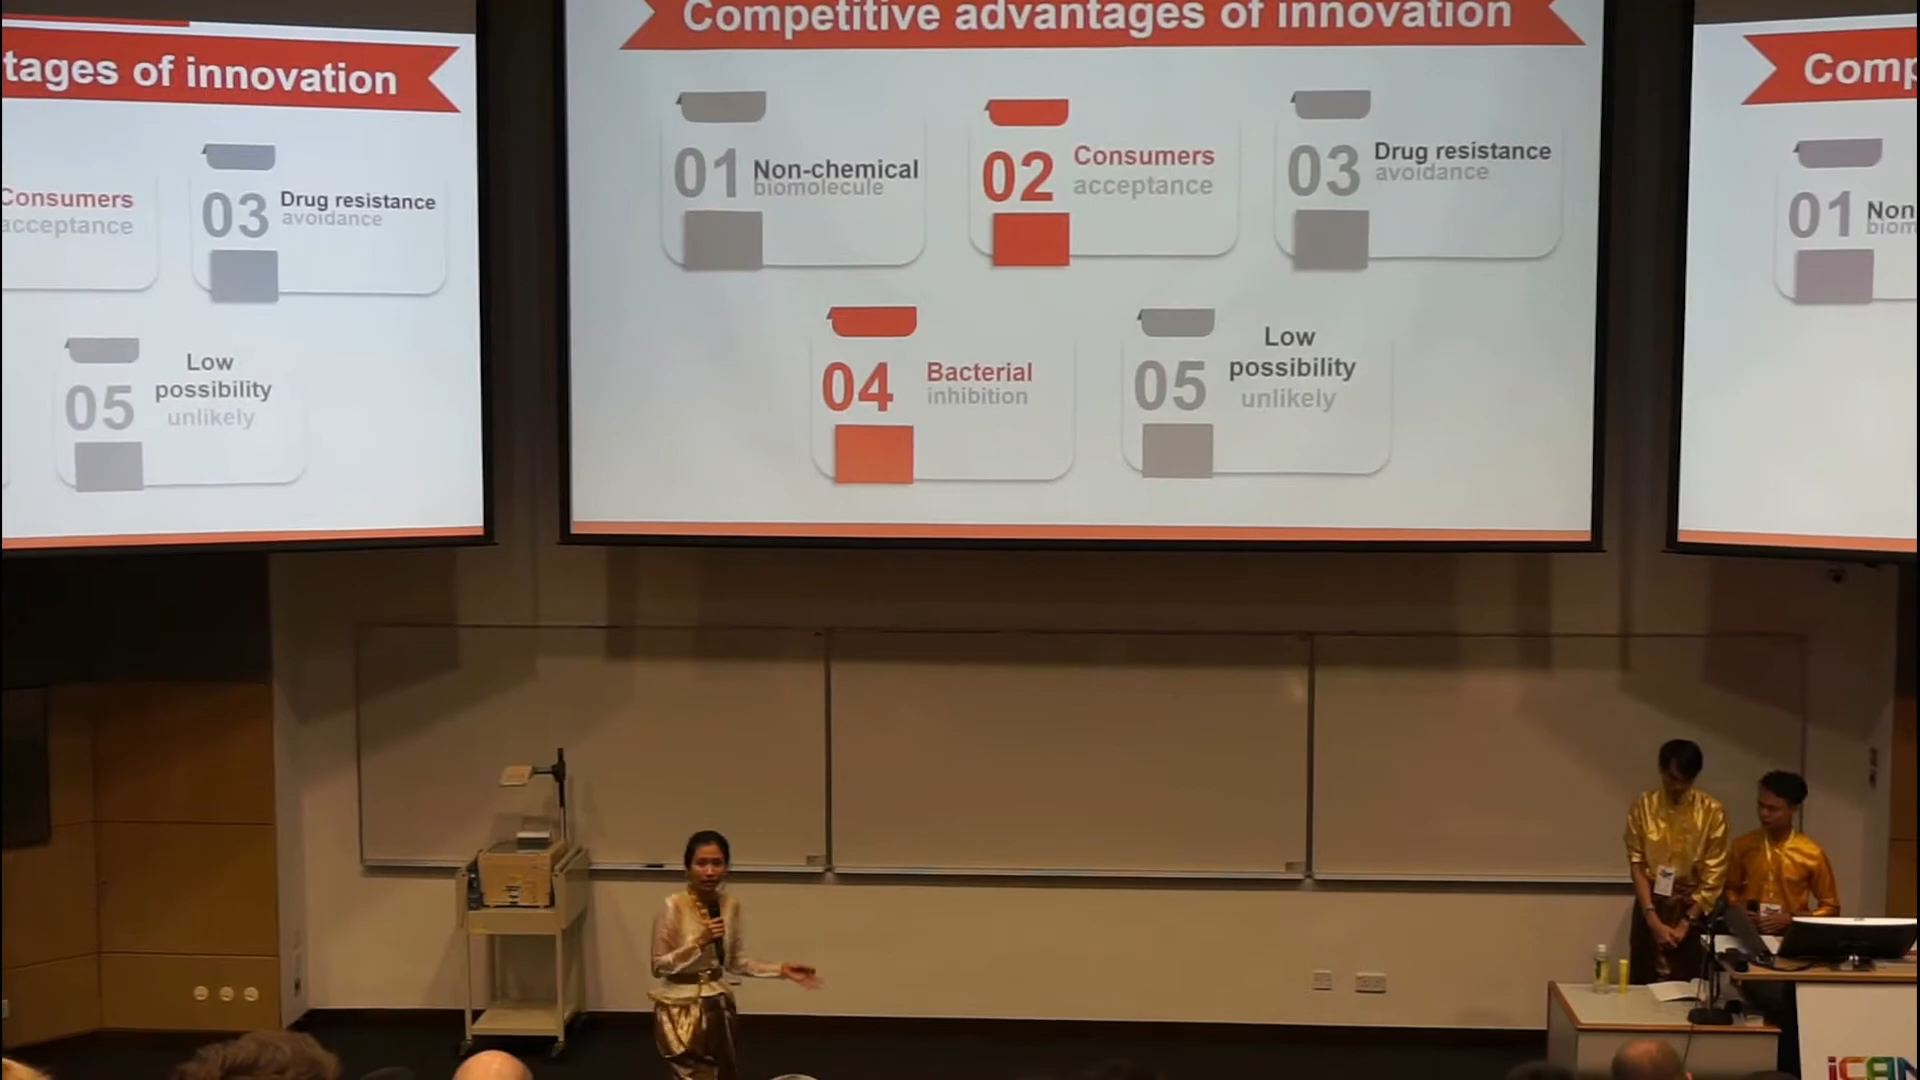 tages of innovation
Consumers
acceptance
03
Drug resistance
avoidance
05
Low
possibility
unlikely
Competitive advantages of innovation
01
Non-chemical
biomolecule
02
Consumers
acceptance
03
Drug resistance
avoidance
04
Bacterial
inhibition
05
Low
possibility
unlikely
Comp
01
Non
biom
iCAN